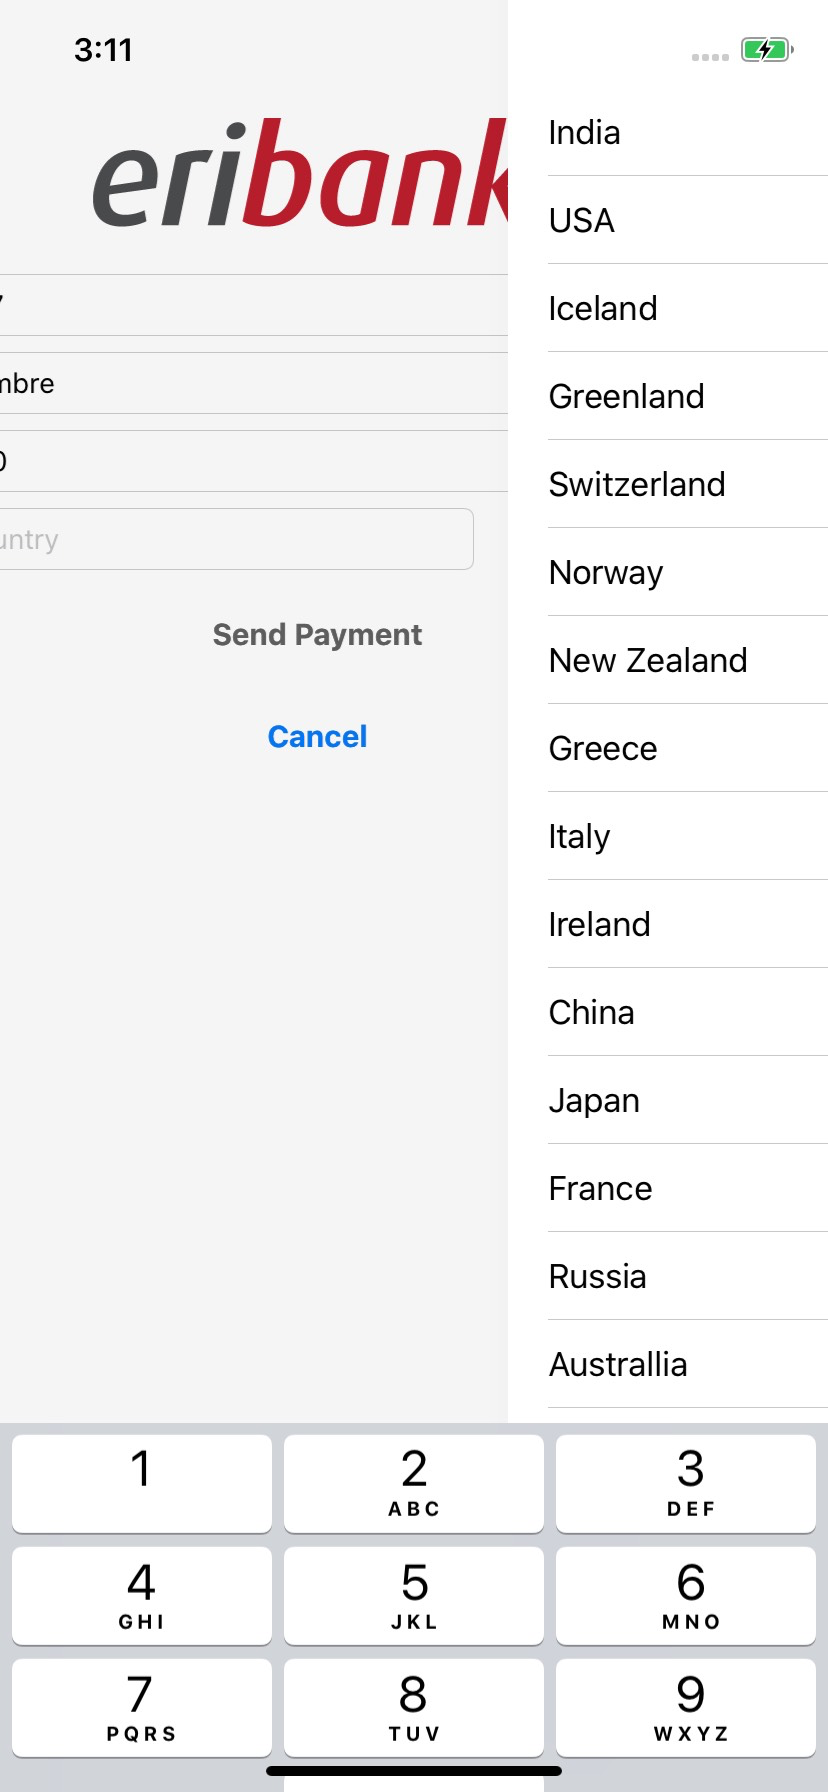 3:11
eribank
mbre
0
untry
Send Payment
Cancel
India
USA
Iceland
Greenland
Switzerland
Norway
New Zealand
Greece
Italy
Ireland
China
Japan
France
Russia
Australlia
1
2
ABC
3
DEF
4
GHI
5
JKL
6
MNO
7
PQRS
8
TUV
9
WXYZ